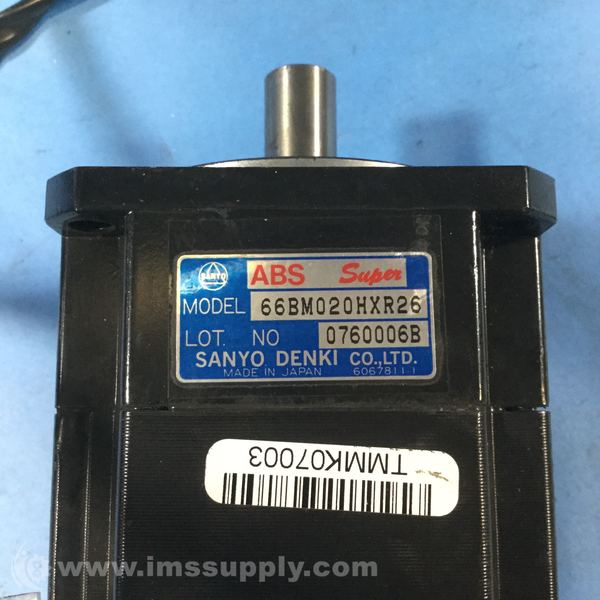 SANYO
ABS Super
MODEL 66BM020HXR26
LOT. NO 0760006B
SANYO DENKI CO.,LTD.
MADE IN JAPAN 6067811-1
TMMK07003
www.imssupply.com